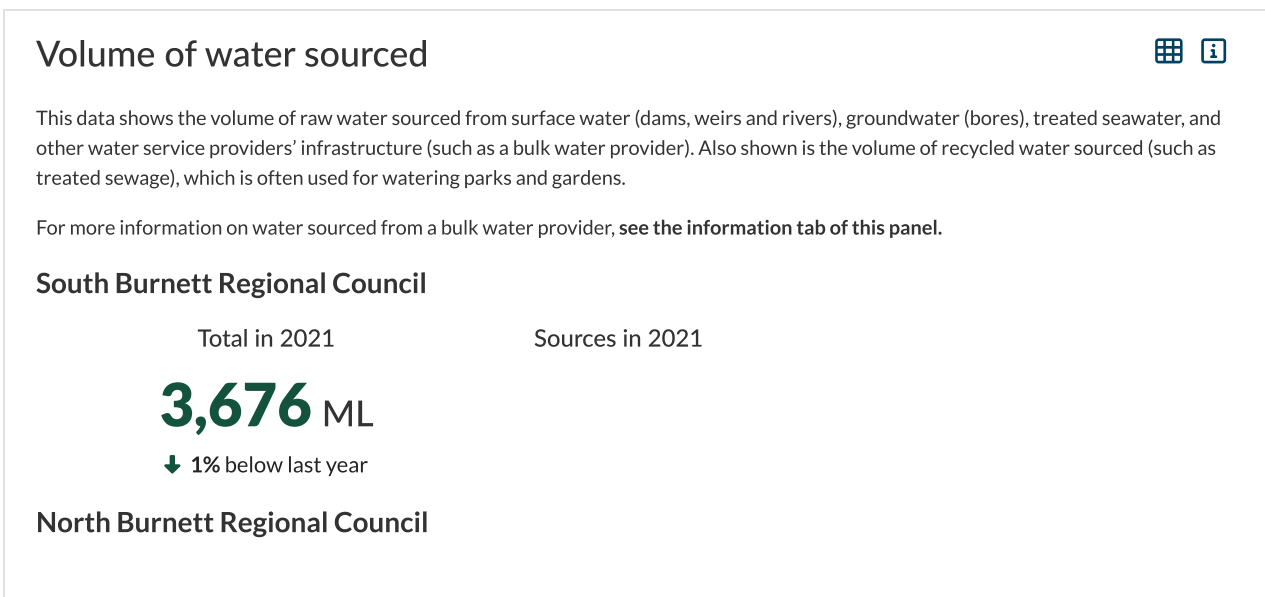 Volume of water sourced
This data shows the volume of raw water sourced from surface water (dams, weirs and rivers), groundwater (bores), treated seawater, and
other water service providers’ infrastructure (such as a bulk water provider). Also shown is the volume of recycled water sourced (such as
treated sewage), which is often used for watering parks and gardens.
For more information on water sourced from a bulk water provider, see the information tab of this panel.
South Burnett Regional Council
Total in 2021
Sources in 2021
3,676 ML
1% below last year
North Burnett Regional Council